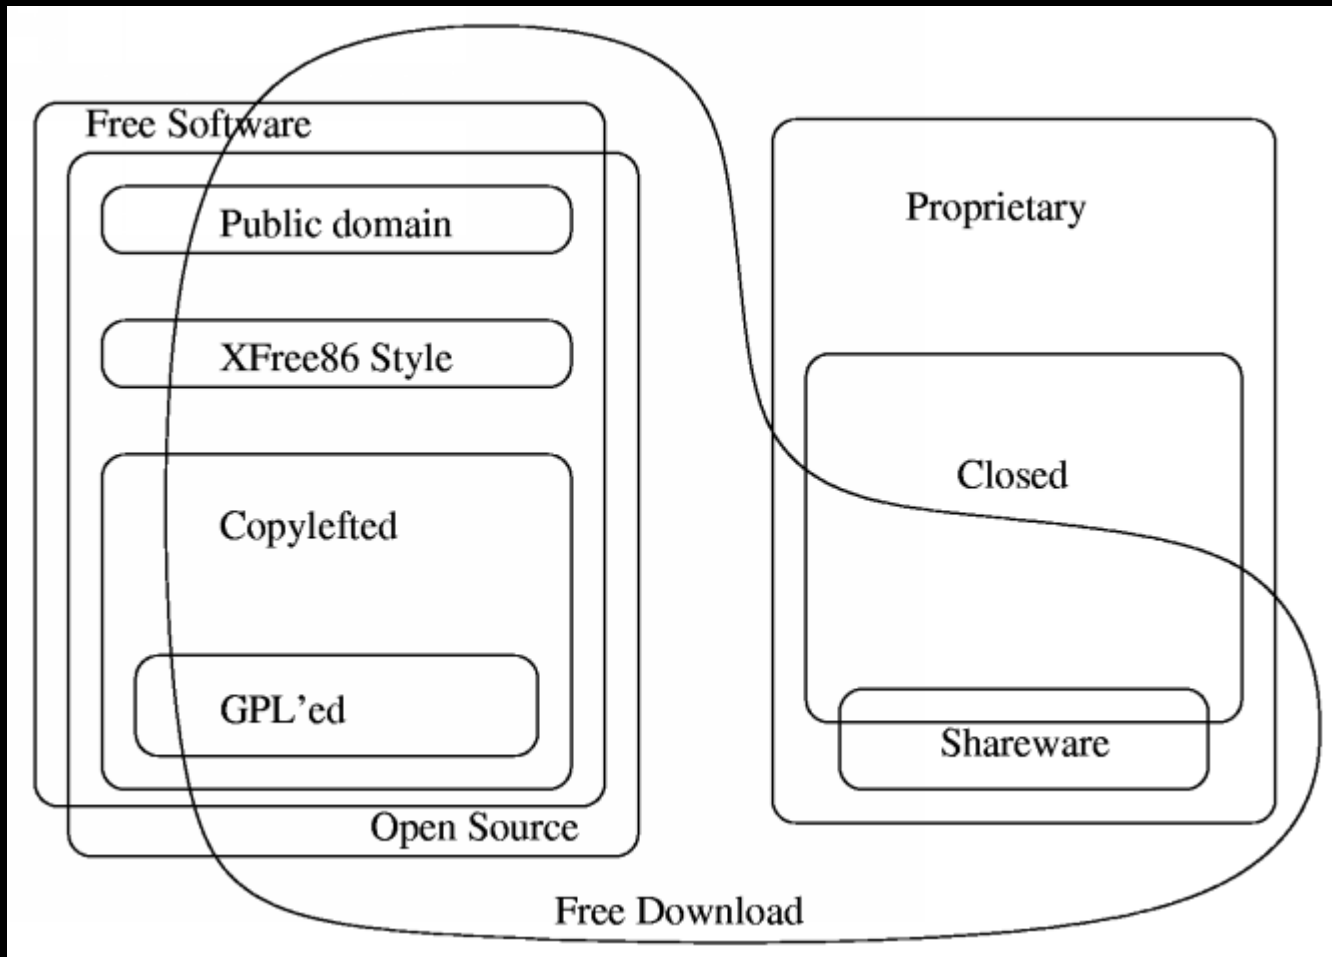 Free Software
Public domain
XFree86 Style
Copylefted
GPL'ed
Open Source
Proprietary
Closed
Shareware
Free Download